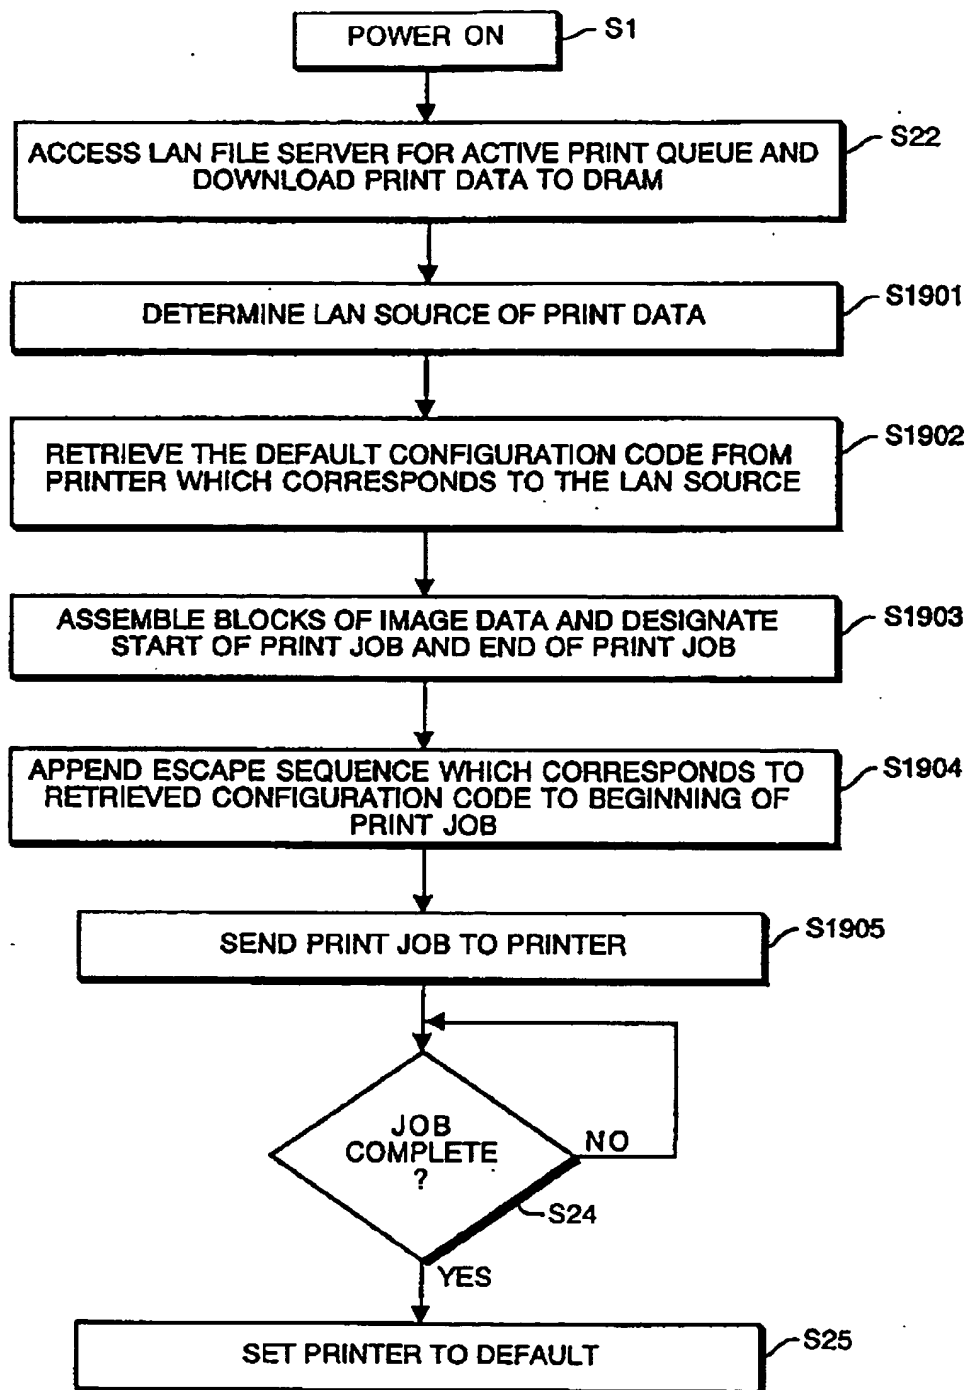 POWER ON
S1
ACCESS LAN FILE SERVER FOR ACTIVE PRINT QUEUE AND
DOWNLOAD PRINT DATA TO DRAM
S22
DETERMINE LAN SOURCE OF PRINT DATA
S1901
RETRIEVE THE DEFAULT CONFIGURATION CODE FROM
PRINTER WHICH CORRESPONDS TO THE LAN SOURCE
S1902
ASSEMBLE BLOCKS OF IMAGE DATA AND DESIGNATE
START OF PRINT JOB AND END OF PRINT JOB
S1903
APPEND ESCAPE SEQUENCE WHICH CORRESPONDS TO
RETRIEVED CONFIGURATION CODE TO BEGINNING OF
PRINT JOB
S1904
SEND PRINT JOB TO PRINTER
S1905
JOB
COMPLETE
?
NO
S24
YES
SET PRINTER TO DEFAULT
S25